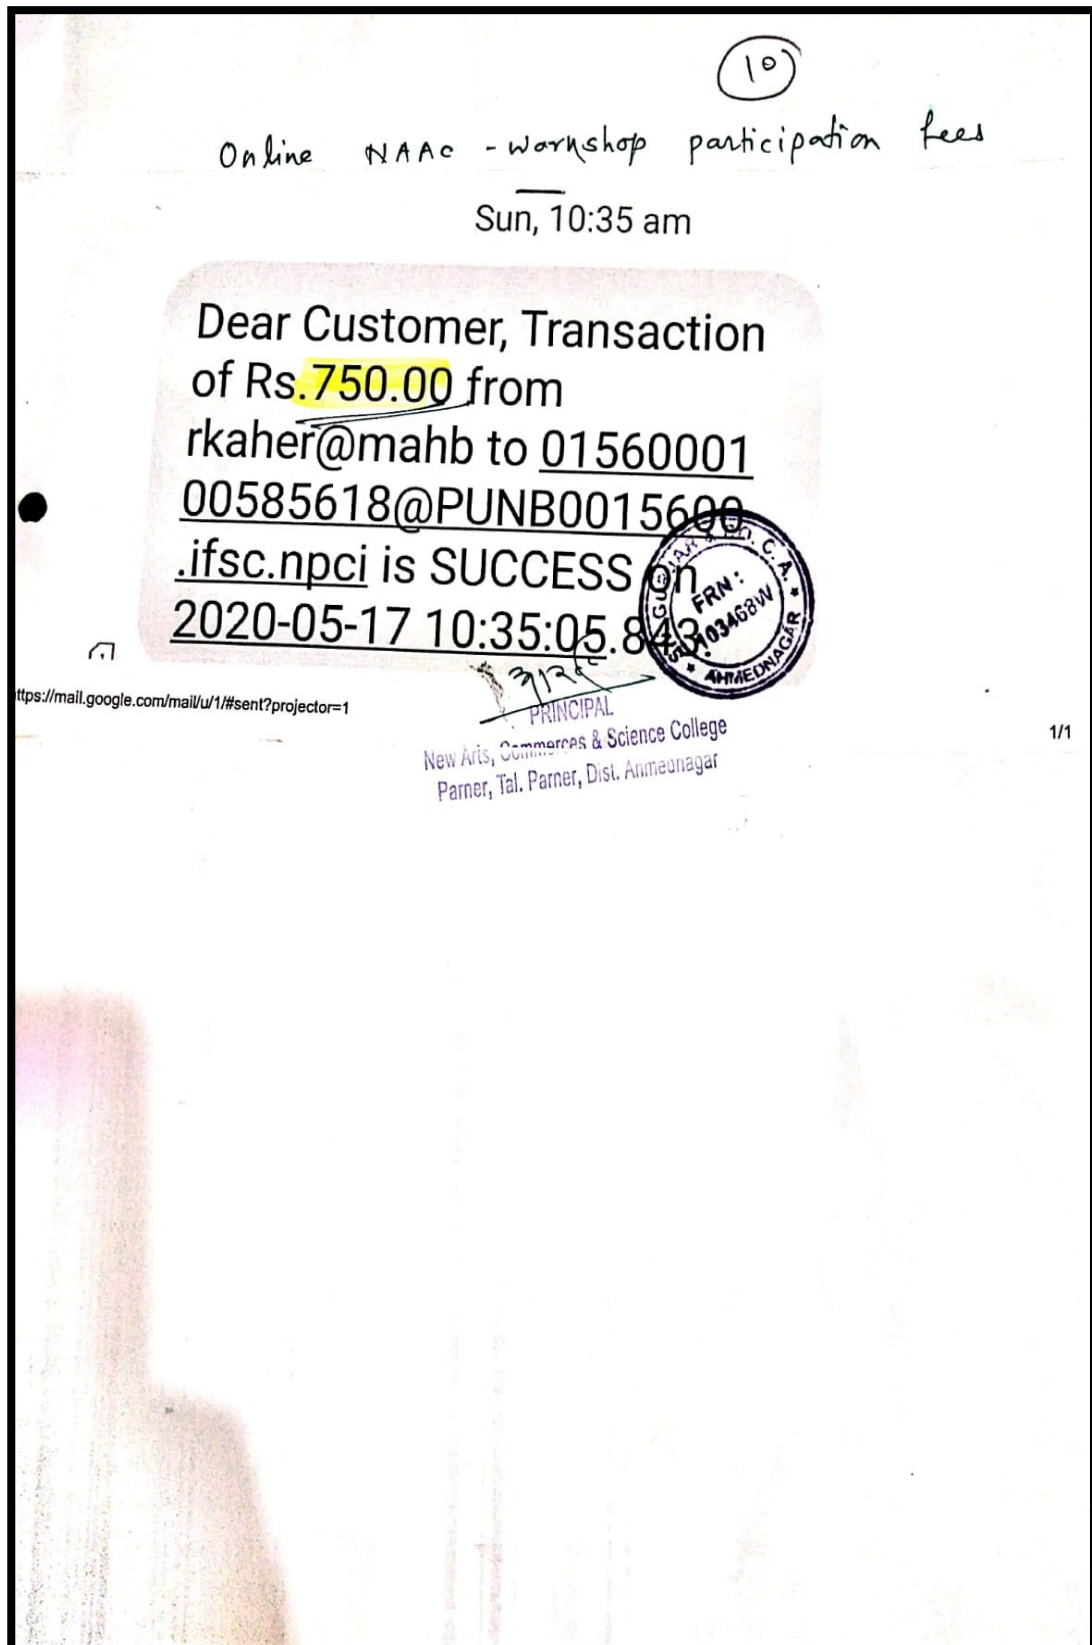 10
Online NAAC - workshop participation fees
Sun, 10:35 am
Dear Customer, Transaction
of Rs.750.00 from
rkaher@mahb to 01560001
00585618@PUNB0015600
.ifsc.npci is SUCCESS on
2020-05-17 10:35:05.843.
GUJAR & CO. C. A.
FRN :
103468W
★ AHMEDNAGAR ★
ttps://mail.google.com/mail/u/1/#sent?projector=1
PRINCIPAL
1/1
New Arts, Commerces & Science College
Parner, Tal. Parner, Dist. Ahmednagar